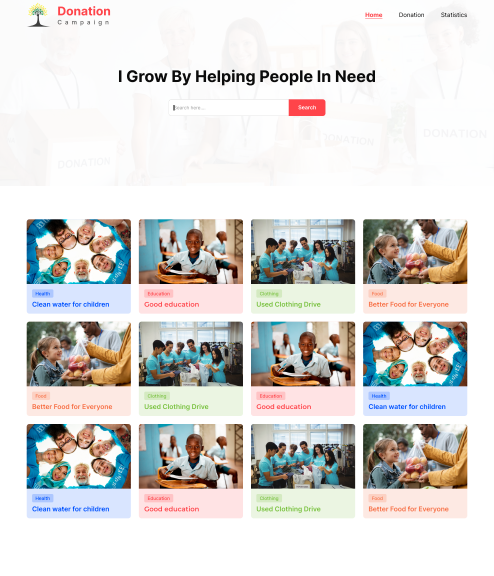 Donation
Campaign
Home
Donation
Statistics
DONATION
DONATION
DONATION
I Grow By Helping People In Need
Search here...
Search
Health
Clean water for children
Education
Good education
Clothing
Used Clothing Drive
Food
Better Food for Everyone
Food
Better Food for Everyone
Clothing
Used Clothing Drive
Education
Good education
Health
Clean water for children
Health
Clean water for children
Education
Good education
Clothing
Used Clothing Drive
Food
Better Food for Everyone